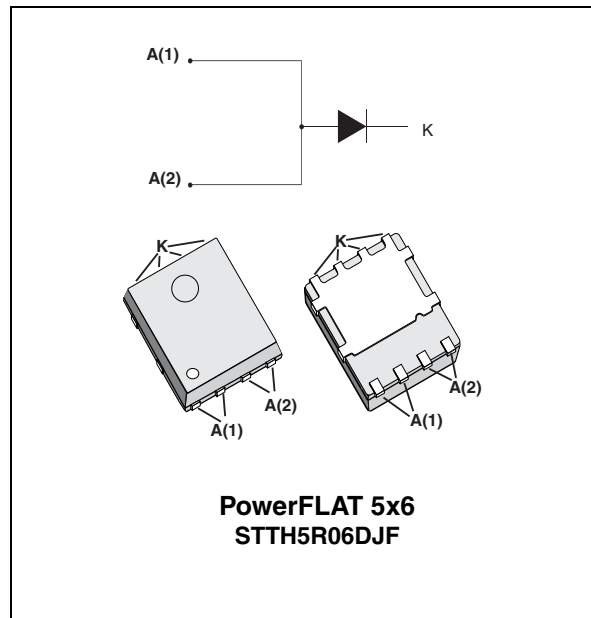 A(1)
K
A(2)
K
K
A(2)
A(2)
A(1)
A(1)
PowerFLAT 5x6
STTH5R06DJF